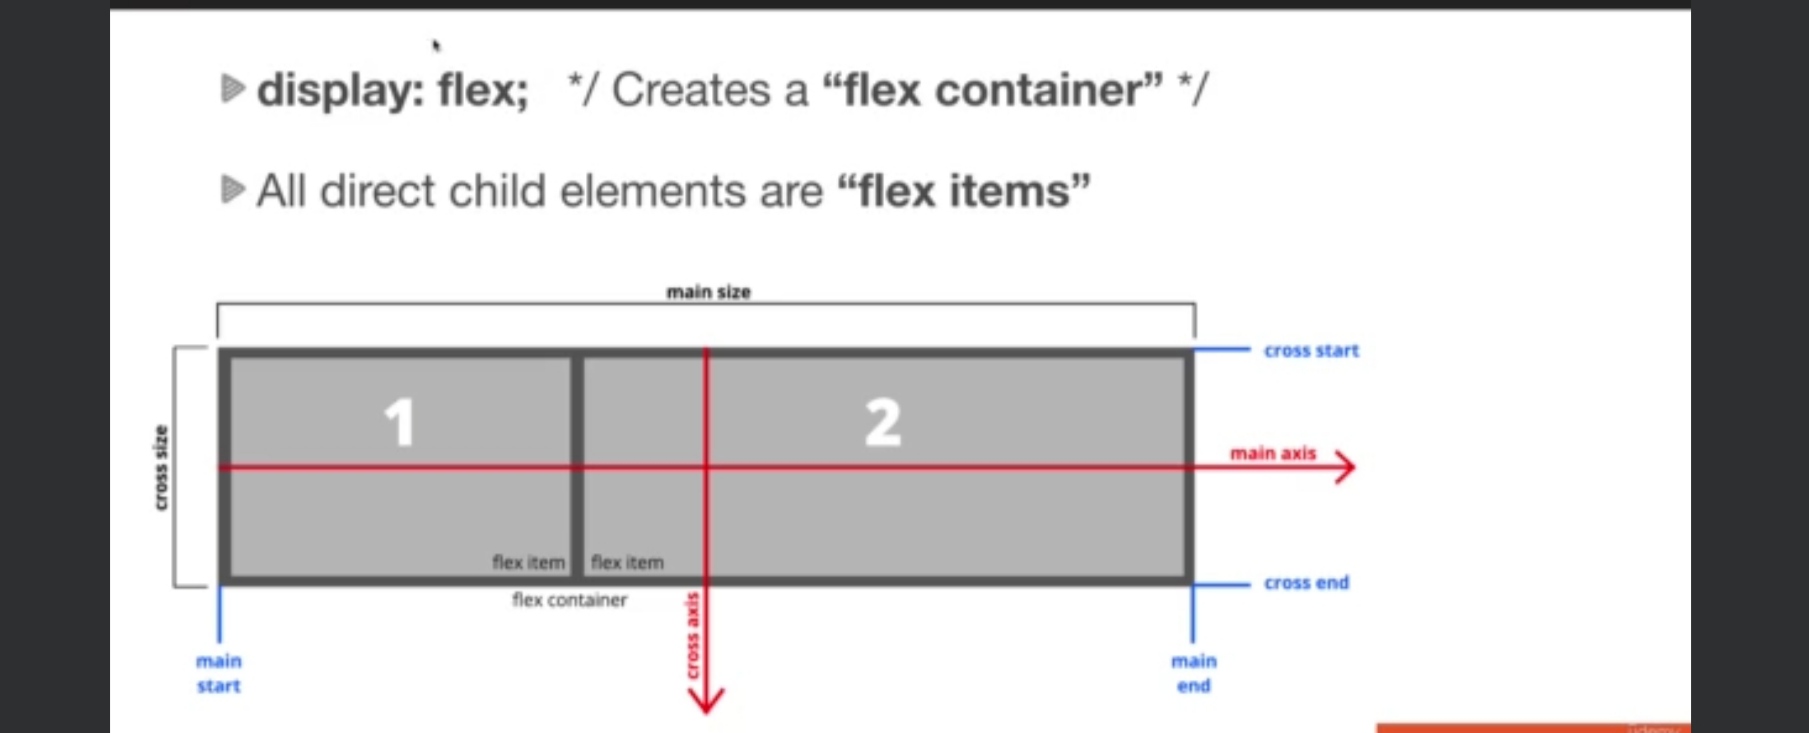 display: flex; */ Creates a “flex container” */
All direct child elements are “flex items”
main size
cross start
cross size
1
2
main axis
flex item
flex item
cross end
flex container
cross axis
main
start
main
end